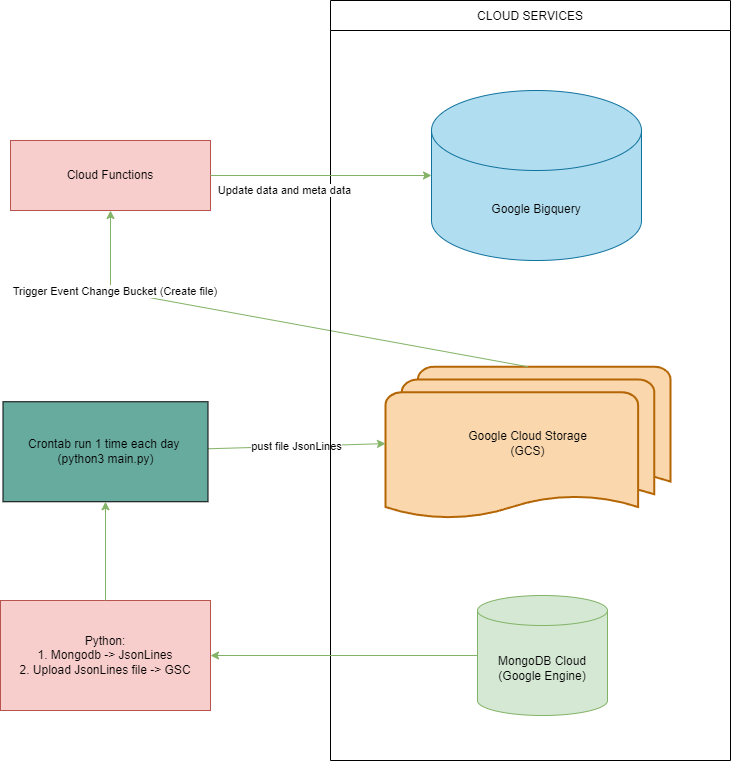 CLOUD SERVICES
Cloud Functions
Update data and meta data
Google Bigquery
Trigger Event Change Bucket (Create file)
Crontab run 1 time each day
(python3 main.py)
pust file JsonLines
Google Cloud Storage
(GCS)
Python:
1. Mongodb -> JsonLines
2. Upload JsonLines file -> GSC
MongoDB Cloud
(Google Engine)